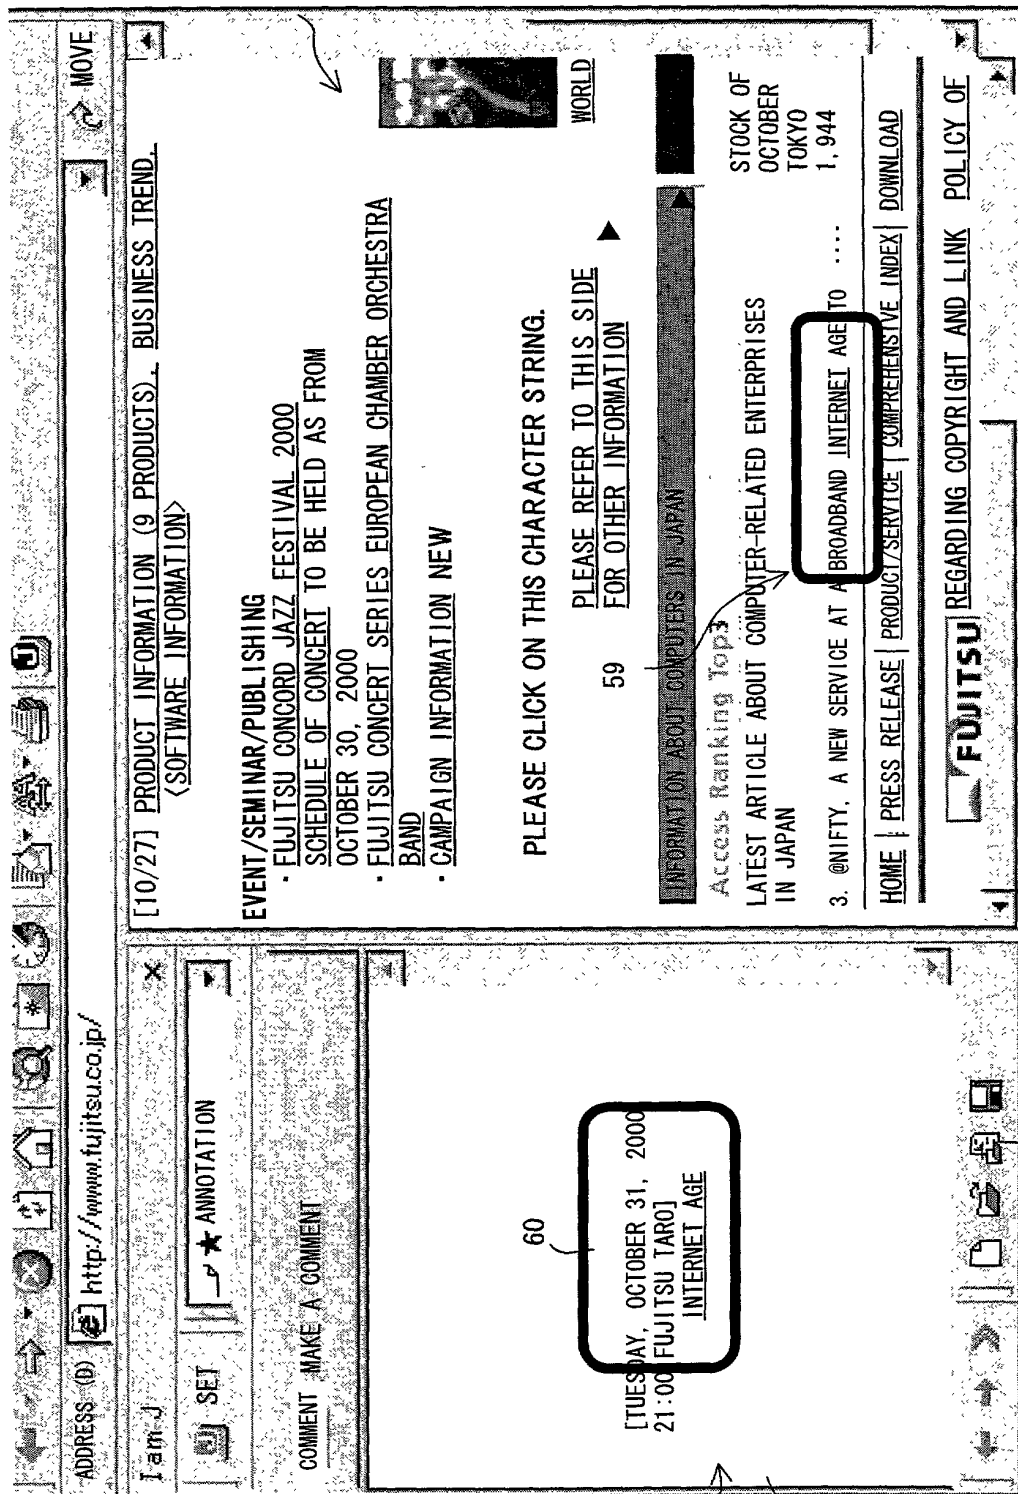 MOVE
ADDRESS (D) http://www.fujitsu.co.jp/
I am J ×
SET ★ ANNOTATION
COMMENT MAKE A COMMENT
60
[TUESDAY, OCTOBER 31, 2000
21:00 FUJITSU TARO]
INTERNET AGE
[10/27] PRODUCT INFORMATION (9 PRODUCTS), BUSINESS TREND,
<SOFTWARE INFORMATION>
EVENT/SEMINAR/PUBLISHING
· FUJITSU CONCORD JAZZ FESTIVAL 2000
SCHEDULE OF CONCERT TO BE HELD AS FROM
OCTOBER 30, 2000
· FUJITSU CONCERT SERIES EUROPEAN CHAMBER ORCHESTRA
BAND
· CAMPAIGN INFORMATION NEW
WORLD
PLEASE CLICK ON THIS CHARACTER STRING.
PLEASE REFER TO THIS SIDE
FOR OTHER INFORMATION
59
INFORMATION ABOUT COMPUTERS IN JAPAN
Access Ranking Top3
LATEST ARTICLE ABOUT COMPUTER-RELATED ENTERPRISES
IN JAPAN
STOCK OF
OCTOBER
TOKYO
1,944
3. @NIFTY, A NEW SERVICE AT A BROADBAND INTERNET AGE TO ....
HOME | PRESS RELEASE | PRODUCT/SERVICE | COMPREHENSIVE INDEX | DOWNLOAD
FUJITSU REGARDING COPYRIGHT AND LINK POLICY OF